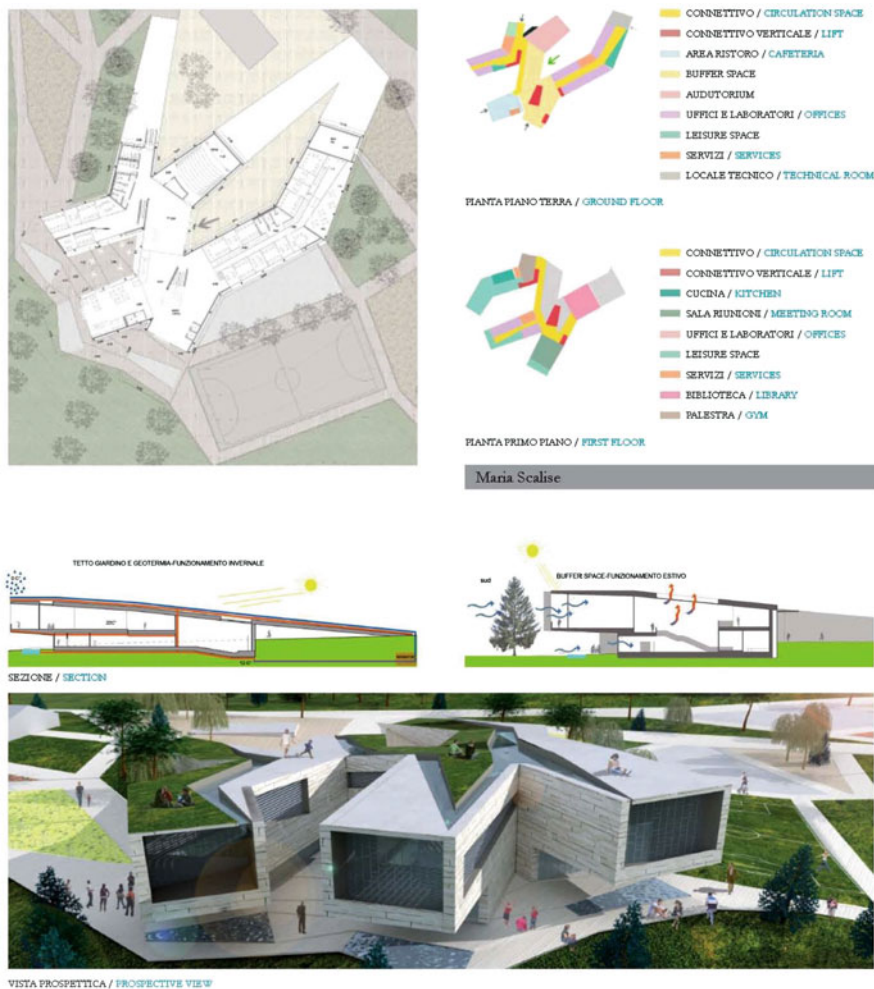 CONNETTIVO / CIRCULATION SPACE
CONNETTIVO VERTICALE / LIFT
AREA RISTORO / CAFETERIA
BUFFER SPACE
AUDUTORIUM
UFFICI E LABORATORI / OFFICES
LEISURE SPACE
SERVIZI / SERVICES
LOCALE TECNICO / TECHNICAL ROOM
PIANTA PIANO TERRA / GROUND FLOOR
CONNETTIVO / CIRCULATION SPACE
CONNETTIVO VERTICALE / LIFT
CUCINA / KITCHEN
SALA RIUNIONI / MEETING ROOM
UFFICI E LABORATORI / OFFICES
LEISURE SPACE
SERVIZI / SERVICES
BIBLIOTECA / LIBRARY
PALESTRA / GYM
PIANTA PRIMO PIANO / FIRST FLOOR
Maria Scalise
TETTO GIARDINO E GEOTERMIA-FUNZIONAMENTO INVERNALE
sud
BUFFER SPACE-FUNZIONAMENTO ESTIVO
SEZIONE / SECTION
VISTA PROSPETTICA / PROSPECTIVE VIEW